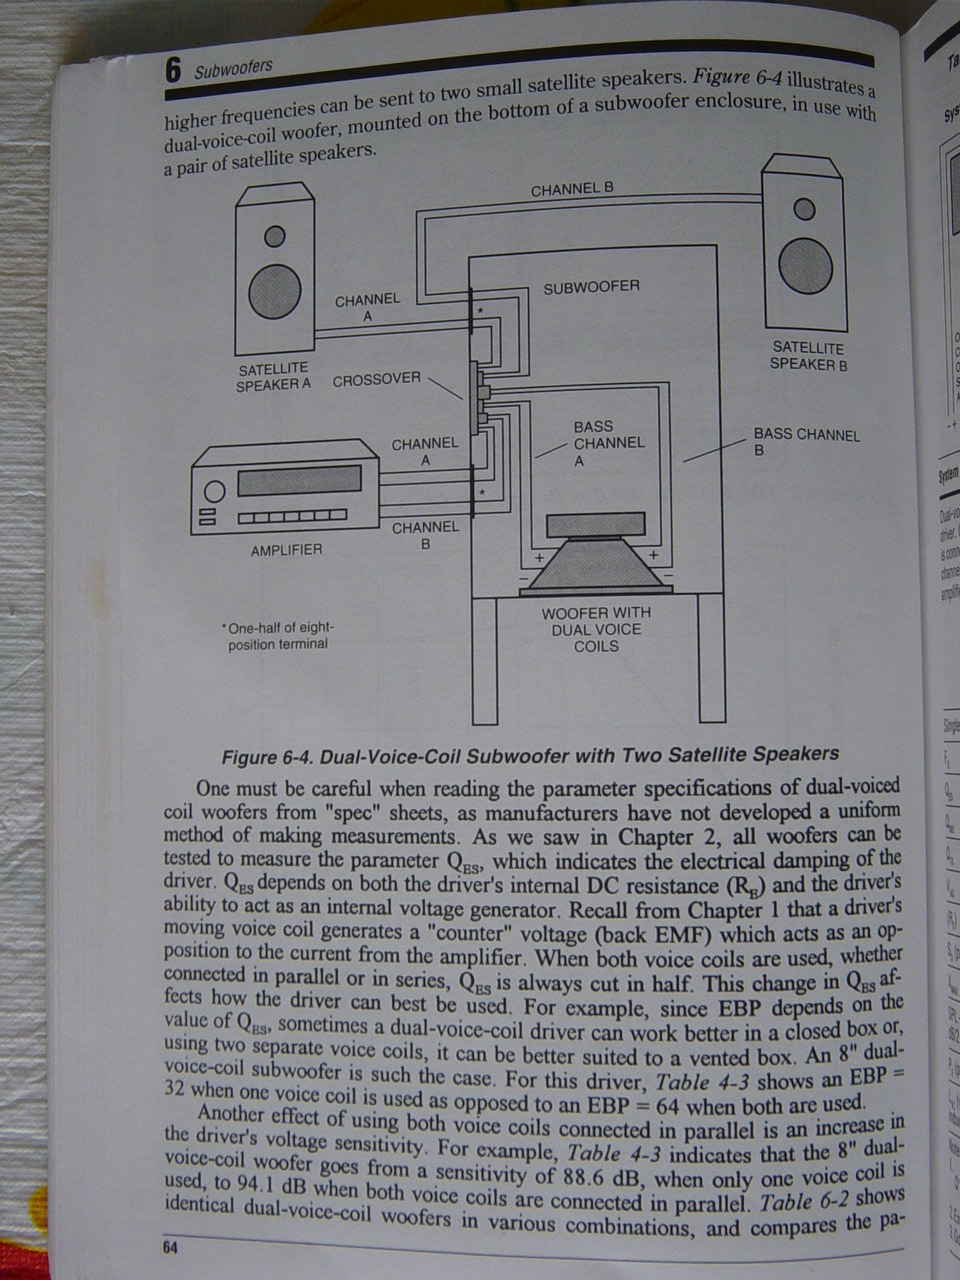 6 Subwoofers
higher frequencies can be sent to two small satellite speakers. Figure 6-4 illustrates a
dual-voice-coil woofer, mounted on the bottom of a subwoofer enclosure, in use with
a pair of satellite speakers.
CHANNEL B
SUBWOOFER
CHANNEL
A
*
SATELLITE
SPEAKER A
SATELLITE
SPEAKER B
CROSSOVER
CHANNEL
A
BASS
CHANNEL
A
BASS CHANNEL
B
*
CHANNEL
B
AMPLIFIER
+
+
−
−
WOOFER WITH
DUAL VOICE
COILS
*One-half of eight-
position terminal
Figure 6-4. Dual-Voice-Coil Subwoofer with Two Satellite Speakers
One must be careful when reading the parameter specifications of dual-voiced
coil woofers from "spec" sheets, as manufacturers have not developed a uniform
method of making measurements. As we saw in Chapter 2, all woofers can be
tested to measure the parameter QES, which indicates the electrical damping of the
driver. QES depends on both the driver's internal DC resistance (RE) and the driver's
ability to act as an internal voltage generator. Recall from Chapter 1 that a driver's
moving voice coil generates a "counter" voltage (back EMF) which acts as an op-
position to the current from the amplifier. When both voice coils are used, whether
connected in parallel or in series, QES is always cut in half. This change in QES af-
fects how the driver can best be used. For example, since EBP depends on the
value of QES, sometimes a dual-voice-coil driver can work better in a closed box or,
using two separate voice coils, it can be better suited to a vented box. An 8" dual-
voice-coil subwoofer is such the case. For this driver, Table 4-3 shows an EBP =
32 when one voice coil is used as opposed to an EBP = 64 when both are used.
Another effect of using both voice coils connected in parallel is an increase in
the driver's voltage sensitivity. For example, Table 4-3 indicates that the 8" dual-
voice-coil woofer goes from a sensitivity of 88.6 dB, when only one voice coil is
used, to 94.1 dB when both voice coils are connected in parallel. Table 6-2 shows
identical dual-voice-coil woofers in various combinations, and compares the pa-
64
System
Single